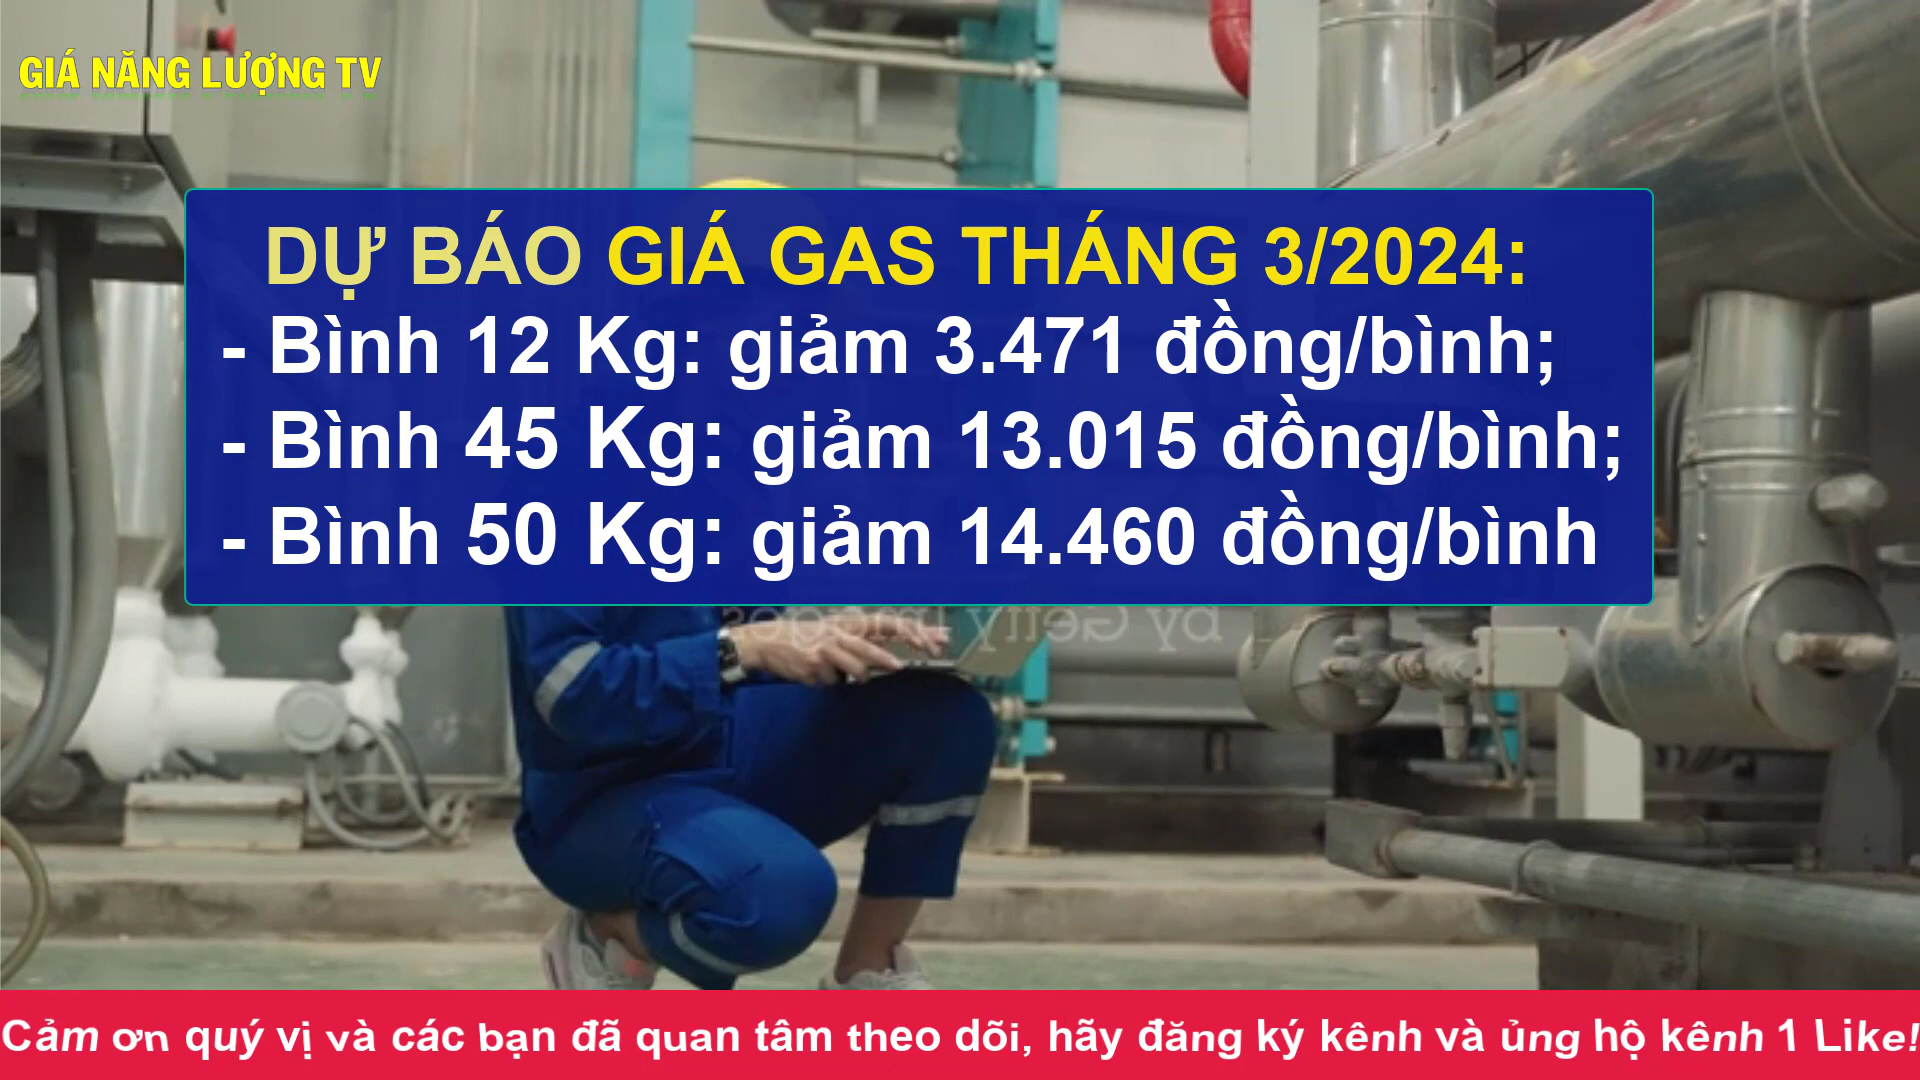 GIÁ NĂNG LƯỢNG TV
DỰ BÁO GIÁ GAS THÁNG 3/2024:
- Bình 12 Kg: giảm 3.471 đồng/bình;
- Bình 45 Kg: giảm 13.015 đồng/bình;
- Bình 50 Kg: giảm 14.460 đồng/bình
by Getty Images
Cảm ơn quý vị và các bạn đã quan tâm theo dõi, hãy đăng ký kênh và ủng hộ kênh 1 Like!